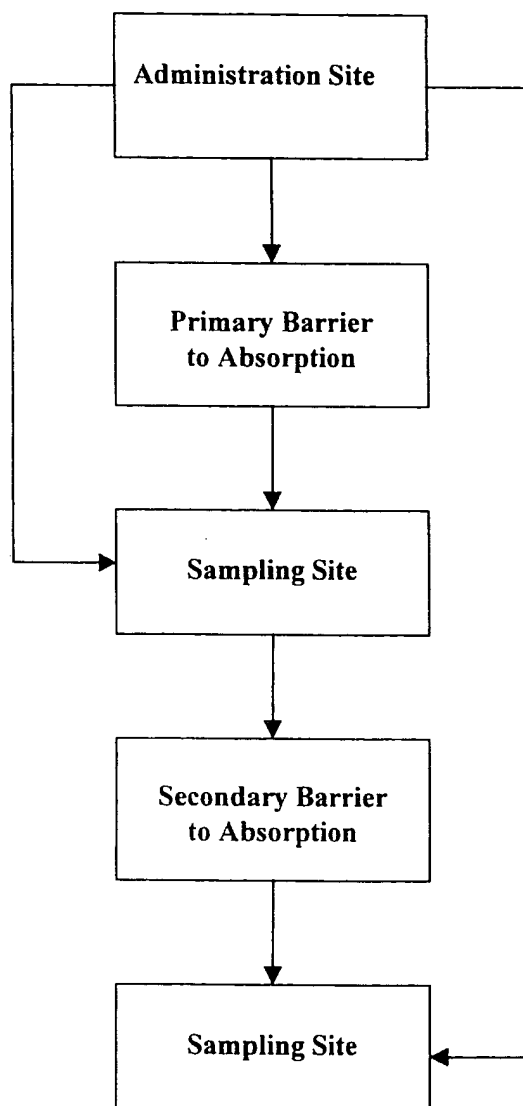 Administration Site
Primary Barrier
to Absorption
Sampling Site
Secondary Barrier
to Absorption
Sampling Site